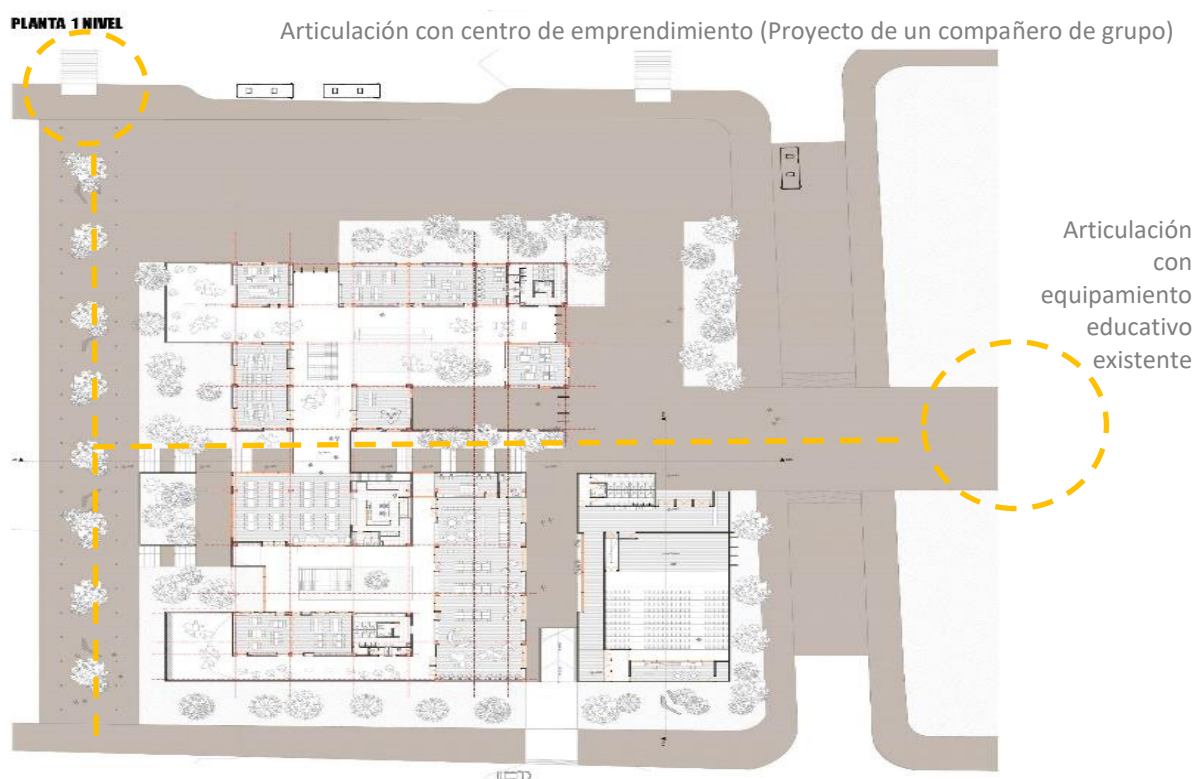 PLANTA 1 NIVEL
Articulación con centro de emprendimiento (Proyecto de un compañero de grupo)
Articulación
con
equipamiento
educativo
existente